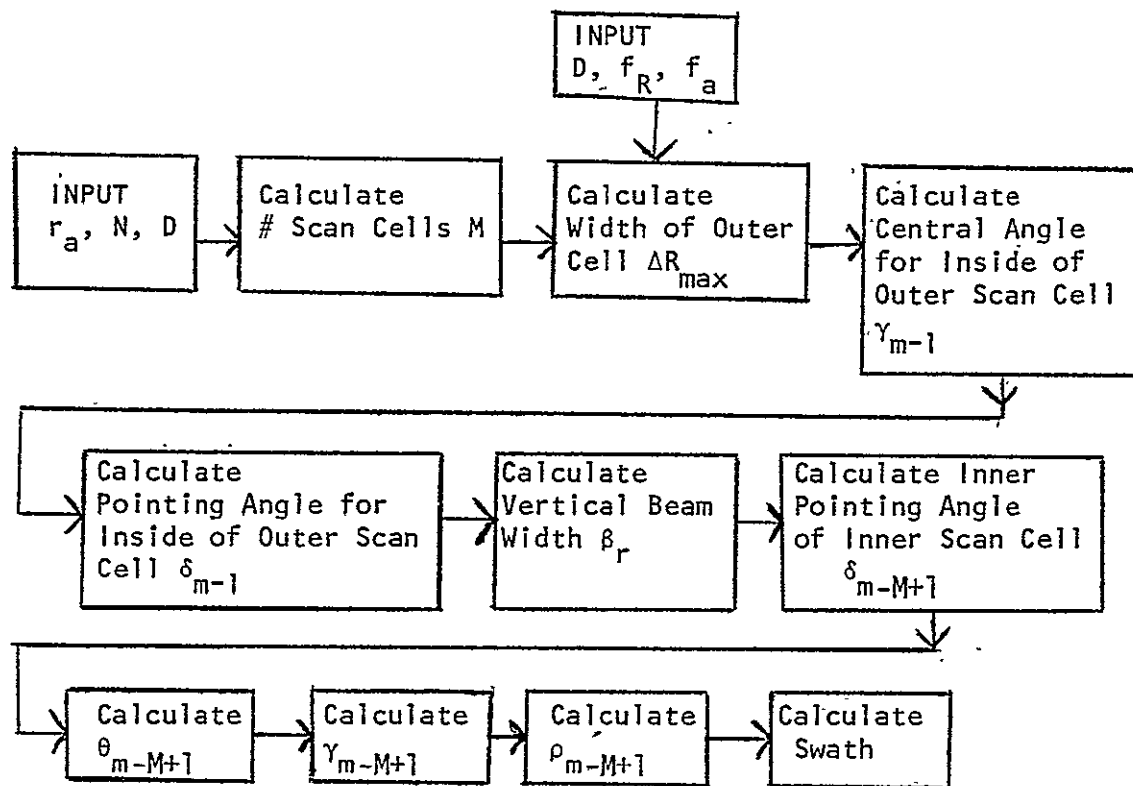 INPUT
D, f_R, f_a
INPUT
r_a, N, D
Calculate
# Scan Cells M
Calculate
Width of Outer
Cell ΔR_max
Calculate
Central Angle
for Inside of
Outer Scan Cell
γ_m-1
Calculate
Pointing Angle for
Inside of Outer Scan
Cell δ_m-1
Calculate
Vertical Beam
Width β_r
Calculate Inner
Pointing Angle
of Inner Scan Cell
δ_m-M+1
Calculate
θ_m-M+1
Calculate
γ_m-M+1
Calculate
ρ_m-M+1
Calculate
Swath